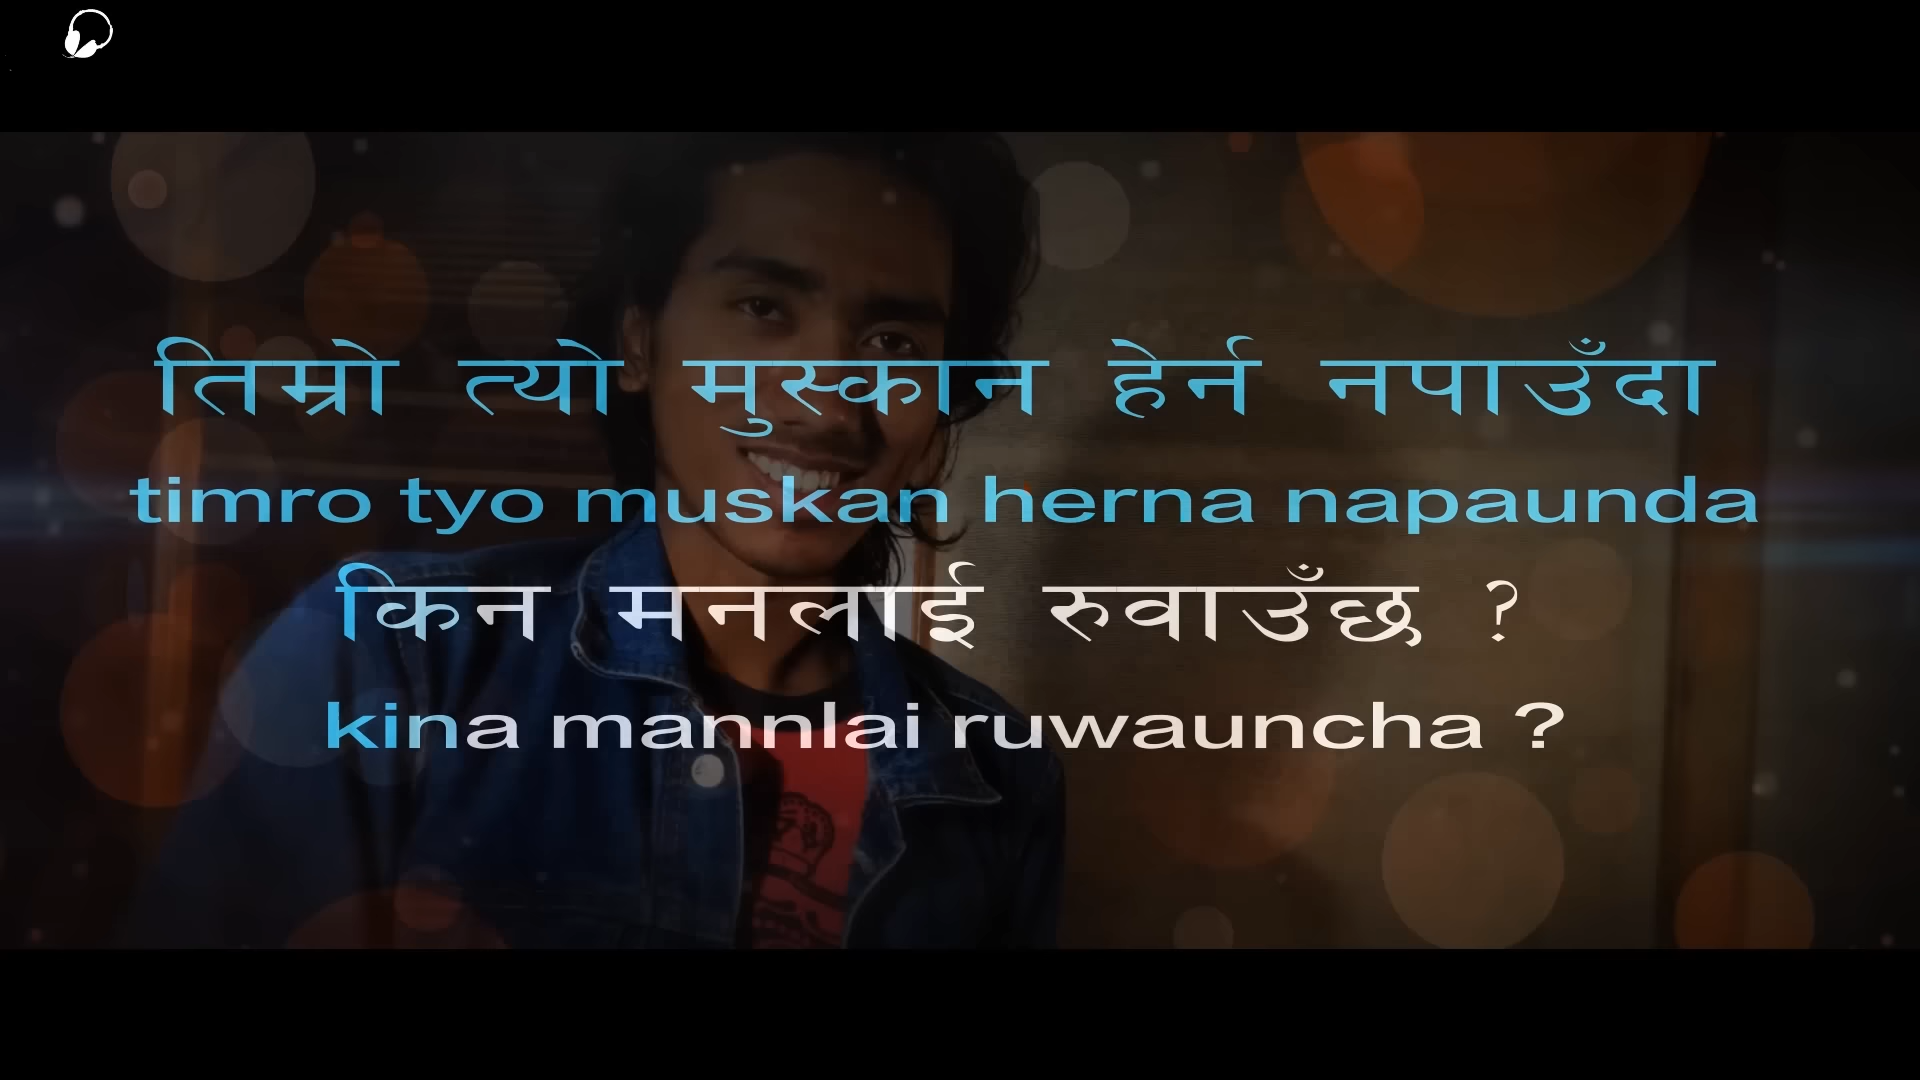 तिम्रो त्यो मुस्कान हेर्न नपाउँदा
timro tyo muskan herna napaunda
किन मनलाई रुवाउँछ ?
kina mannlai ruwauncha ?